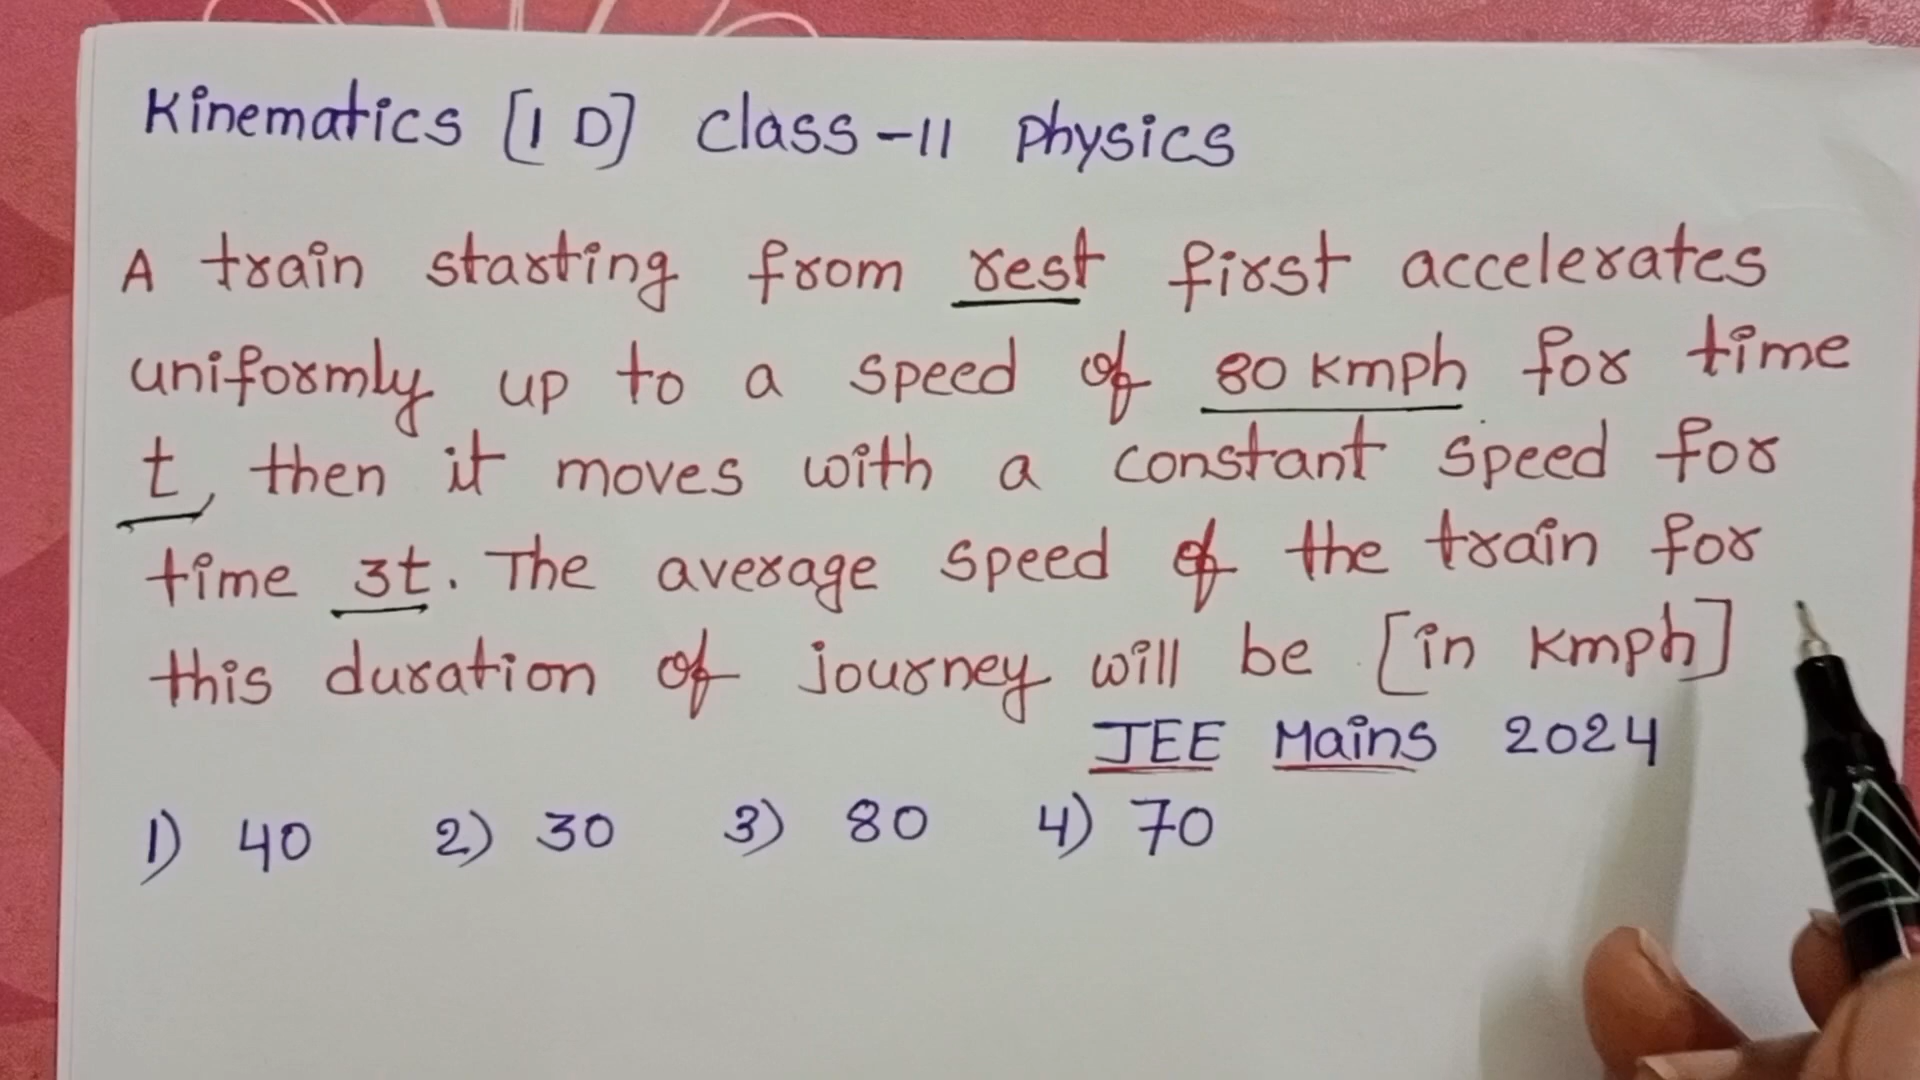 Kinematics [1 D] Class-11 Physics
A train starting from rest first accelerates
uniformly up to a speed of 80 kmph for time
t, then it moves with a constant speed for
time 3t. The average speed of the train for
this duration of journey will be [in kmph]
JEE Mains 2024
1) 40 2) 30 3) 80 4) 70